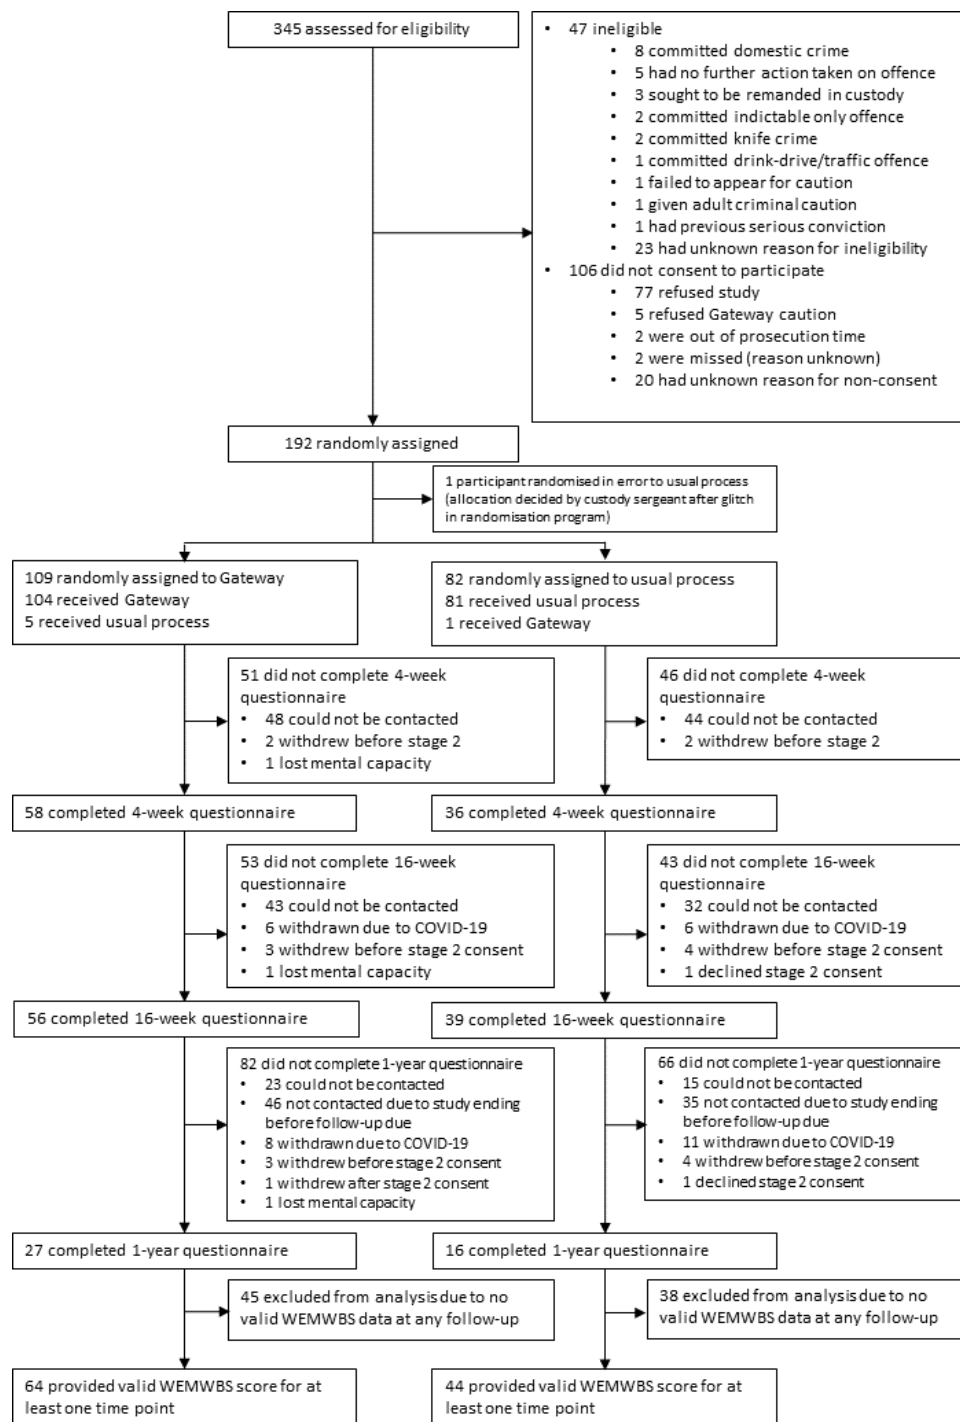 345 assessed for eligibility
• 47 ineligible
• 8 committed domestic crime
• 5 had no further action taken on offence
• 3 sought to be remanded in custody
• 2 committed indictable only offence
• 2 committed knife crime
• 1 committed drink-drive/traffic offence
• 1 failed to appear for caution
• 1 given adult criminal caution
• 1 had previous serious conviction
• 23 had unknown reason for ineligibility
• 106 did not consent to participate
• 77 refused study
• 5 refused Gateway caution
• 2 were out of prosecution time
• 2 were missed (reason unknown)
• 20 had unknown reason for non-consent
192 randomly assigned
1 participant randomised in error to usual process
(allocation decided by custody sergeant after glitch
in randomisation program)
109 randomly assigned to Gateway
104 received Gateway
5 received usual process
82 randomly assigned to usual process
81 received usual process
1 received Gateway
51 did not complete 4-week
questionnaire
• 48 could not be contacted
• 2 withdrew before stage 2
• 1 lost mental capacity
46 did not complete 4-week
questionnaire
• 44 could not be contacted
• 2 withdrew before stage 2
58 completed 4-week questionnaire
36 completed 4-week questionnaire
53 did not complete 16-week
questionnaire
• 43 could not be contacted
• 6 withdrawn due to COVID-19
• 3 withdrew before stage 2 consent
• 1 lost mental capacity
43 did not complete 16-week
questionnaire
• 32 could not be contacted
• 6 withdrawn due to COVID-19
• 4 withdrew before stage 2 consent
• 1 declined stage 2 consent
56 completed 16-week questionnaire
39 completed 16-week questionnaire
82 did not complete 1-year questionnaire
• 23 could not be contacted
• 46 not contacted due to study ending
before follow-up due
• 8 withdrawn due to COVID-19
• 3 withdrew before stage 2 consent
• 1 withdrew after stage 2 consent
• 1 lost mental capacity
66 did not complete 1-year questionnaire
• 15 could not be contacted
• 35 not contacted due to study ending
before follow-up due
• 11 withdrawn due to COVID-19
• 4 withdrew before stage 2 consent
• 1 declined stage 2 consent
27 completed 1-year questionnaire
16 completed 1-year questionnaire
45 excluded from analysis due to no
valid WEMWBS data at any follow-up
38 excluded from analysis due to no
valid WEMWBS data at any follow-up
64 provided valid WEMWBS score for at
least one time point
44 provided valid WEMWBS score for at
least one time point